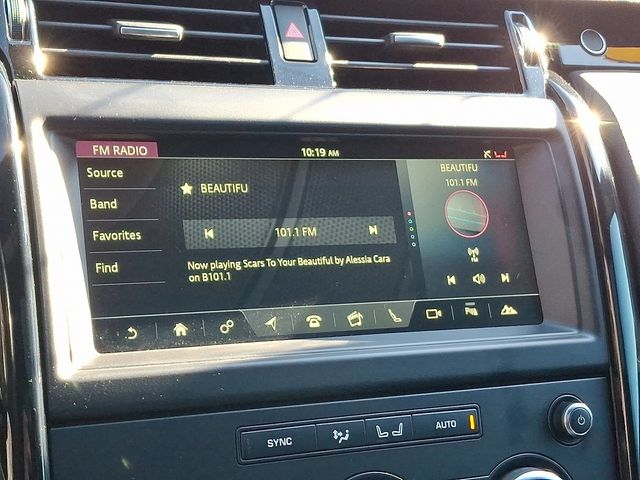 FM RADIO
10:19 AM
Source
BEAUTIFU
Band
Favorites
101.1 FM
Find
Now playing Scars To Your Beautiful by Alessia Cara
on B101.1
BEAUTIFU
101.1 FM
FM
SYNC
AUTO